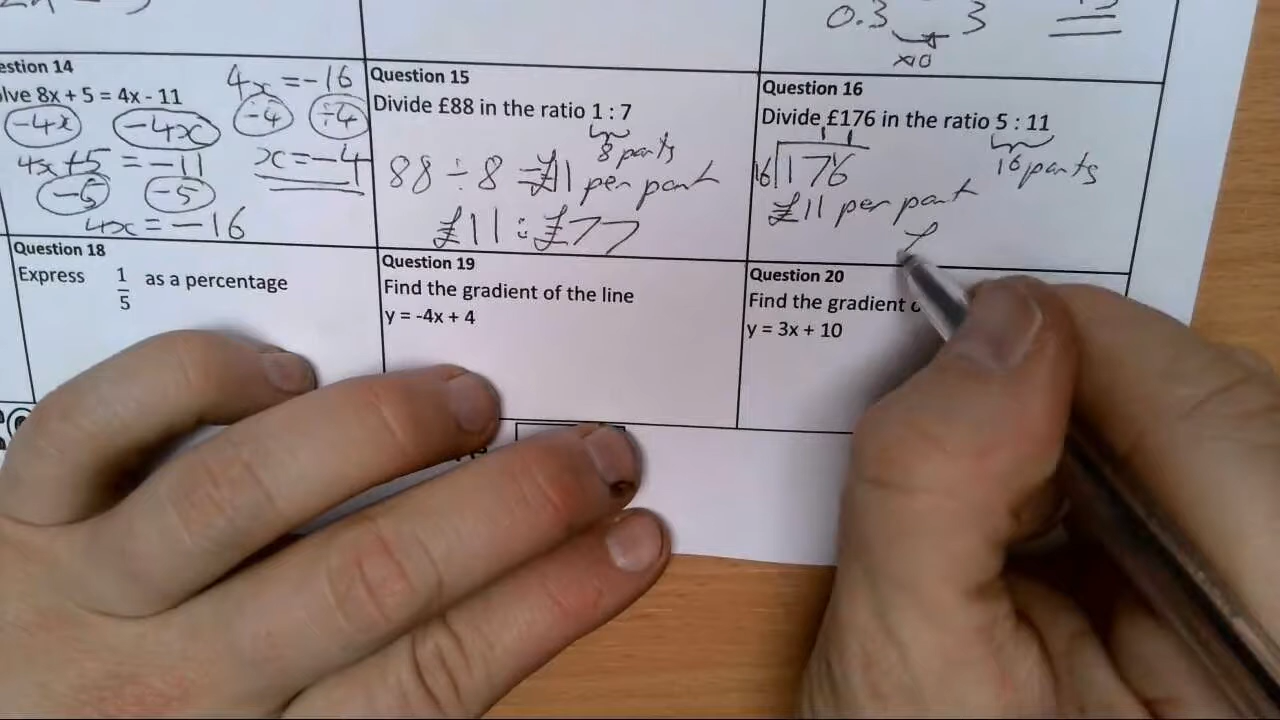 0.3 3
×10
estion 14
lve 8x + 5 = 4x - 11
-4x -4x
4x+5 = -11
-5 -5
4x = -16
4x = -16
÷4 ÷4
x = -4
Question 15
Divide £88 in the ratio 1 : 7
8 parts
88 ÷ 8 = £11 per part
£11 : £77
Question 16
Divide £176 in the ratio 5 : 11
16 parts
11
16 176
£11 per part
£
Question 18
Express 1/5 as a percentage
Question 19
Find the gradient of the line
y = -4x + 4
Question 20
Find the gradient
y = 3x + 10